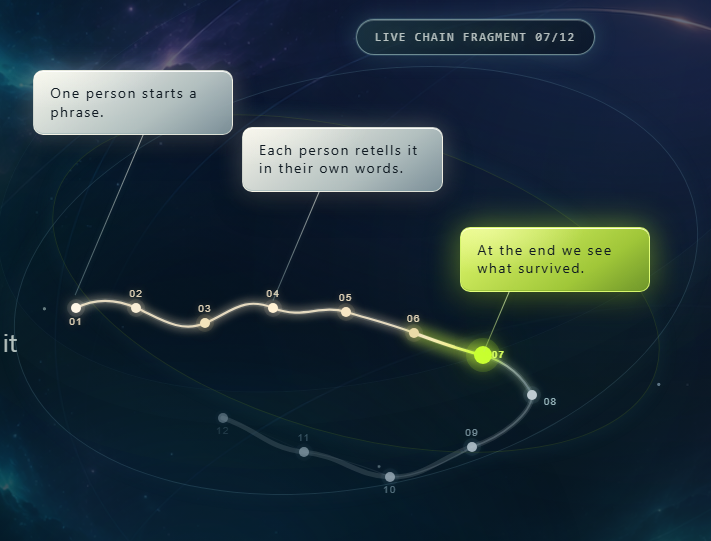 LIVE CHAIN FRAGMENT 07/12
One person starts a
phrase.
Each person retells it
in their own words.
At the end we see
what survived.
01
02
03
04
05
06
07
it
08
09
10
11
12